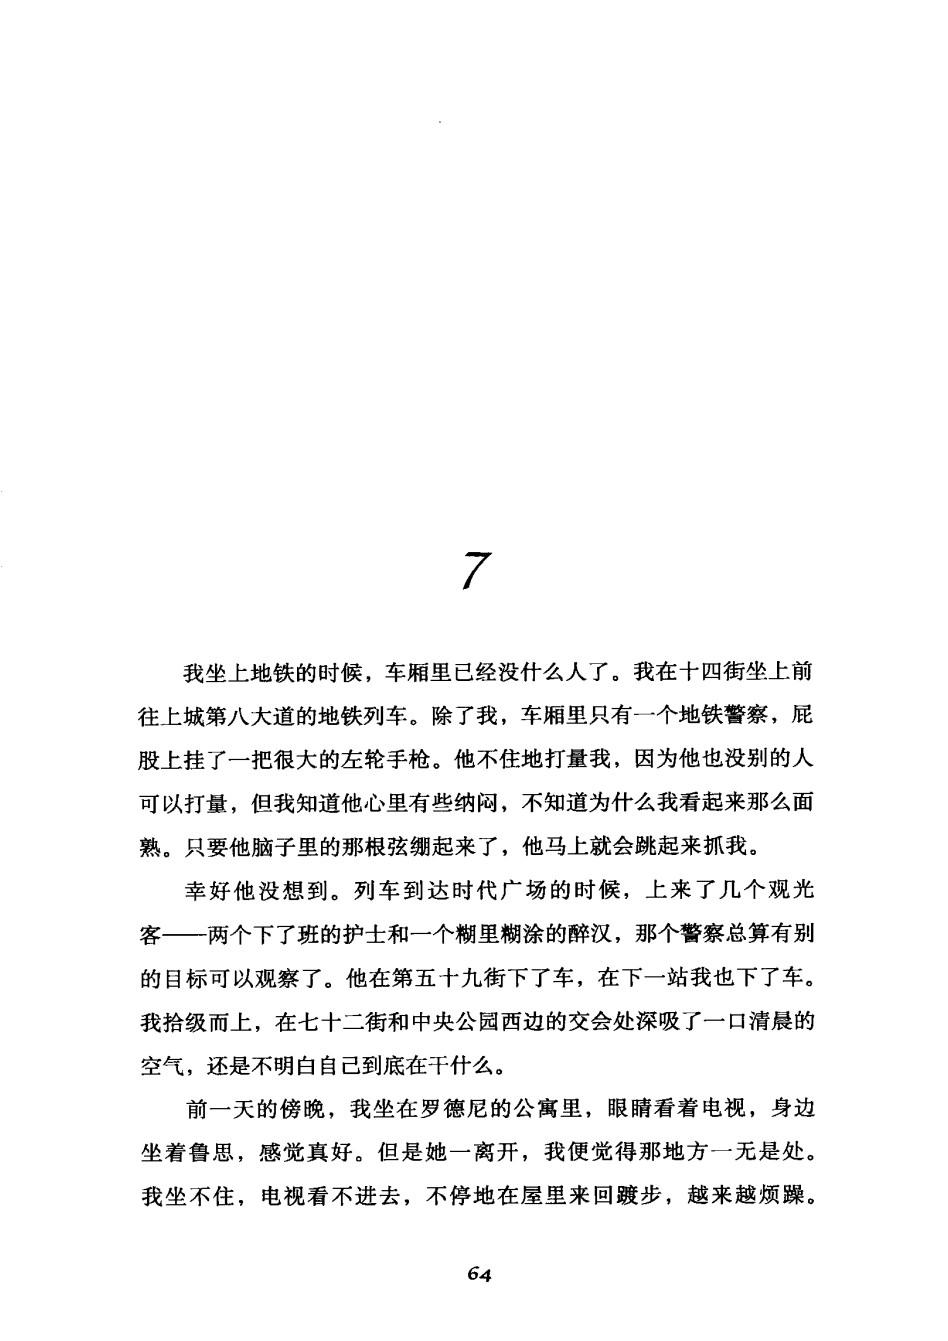 7
我坐上地铁的时候，车厢里已经没什么人了。我在十四街坐上前
往上城第八大道的地铁列车。除了我，车厢里只有一个地铁警察，屁
股上挂了一把很大的左轮手枪。他不住地打量我，因为他也没别的人
可以打量，但我知道他心里有些纳闷，不知道为什么我看起来那么面
熟。只要他脑子里的那根弦绷起来了，他马上就会跳起来抓我。
幸好他没想到。列车到达时代广场的时候，上来了几个观光
客——两个下了班的护士和一个糊里糊涂的醉汉，那个警察总算有别
的目标可以观察了。他在第五十九街下了车，在下一站我也下了车。
我拾级而上，在七十二街和中央公园西边的交会处深吸了一口清晨的
空气，还是不明白自己到底在干什么。
前一天的傍晚，我坐在罗德尼的公寓里，眼睛看着电视，身边
坐着鲁思，感觉真好。但是她一离开，我便觉得那地方一无是处。
我坐不住，电视看不进去，不停地在屋里来回踱步，越来越烦躁。
64